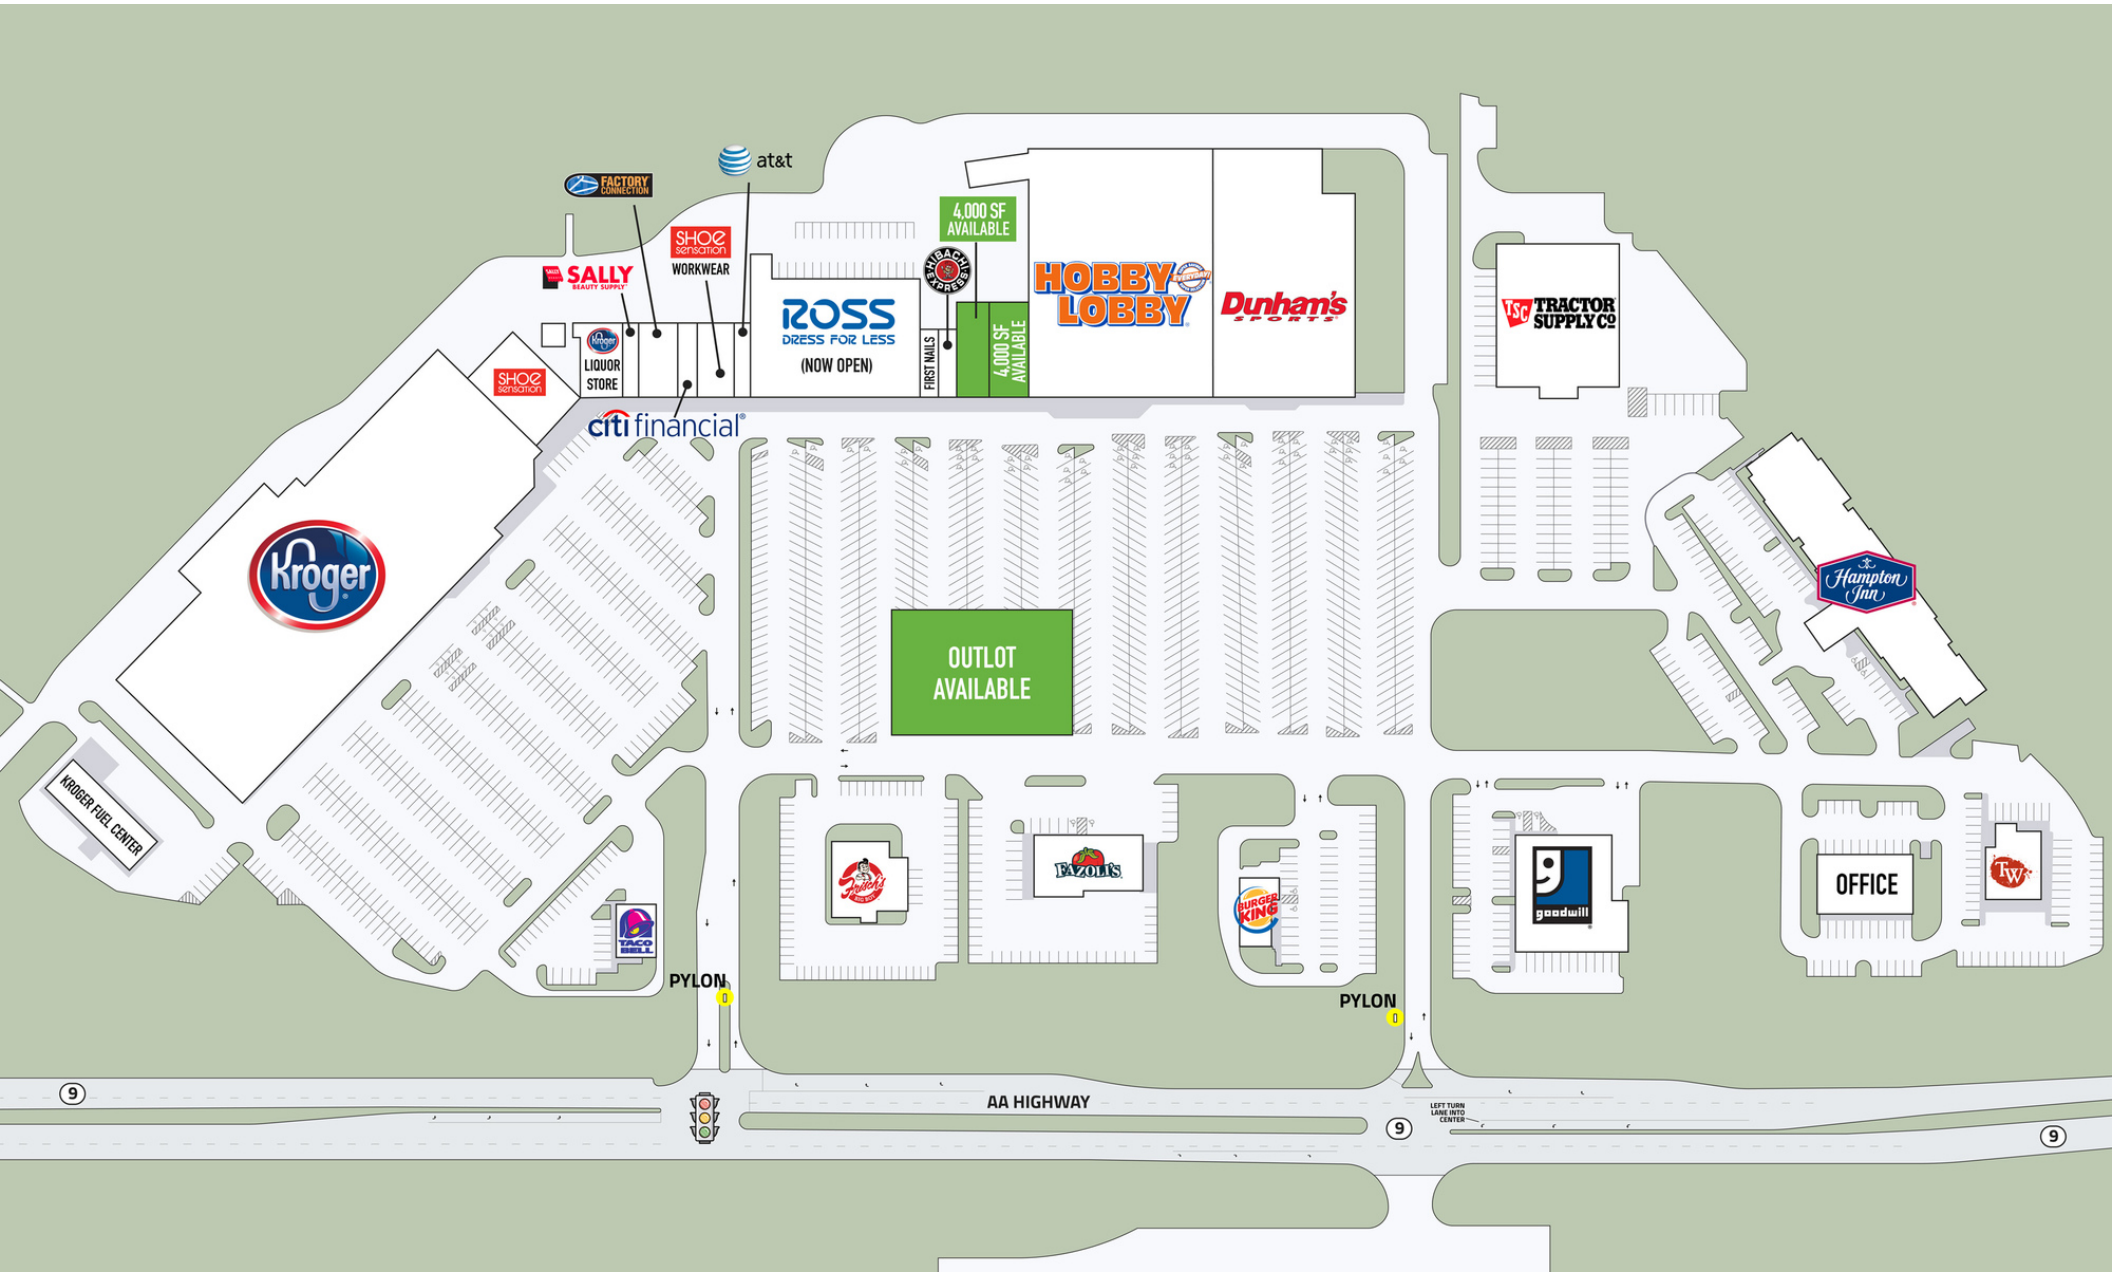 at&t
FACTORY
CONNECTION
SHOE
sensation
WORKWEAR
SALLY
BEAUTY SUPPLY
4,000 SF
AVAILABLE
HIBACHI
EXPRESS
HOBBY
LOBBY
DUNHAM'S
SPORTS
TSC TRACTOR
SUPPLY CO
ROSS
DRESS FOR LESS
(NOW OPEN)
FIRST NAILS
4,000 SF
AVAILABLE
Kroger
LIQUOR
STORE
SHOE
sensation
citifinancial
Kroger
Hampton
Inn
OUTLOT
AVAILABLE
KROGER FUEL CENTER
Frisch's
BIG BOY
FAZOLI'S
BURGER
KING
goodwill
OFFICE
TW
TACO
BELL
PYLON
PYLON
9
AA HIGHWAY
LEFT TURN
LANE INTO
CENTER
9
9